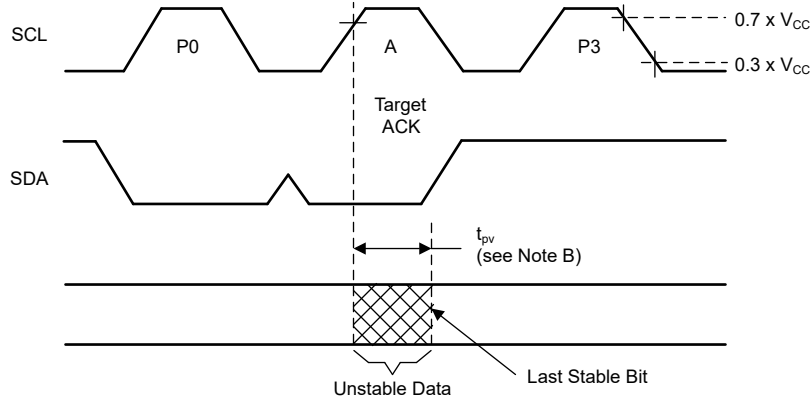 SCL
P0
A
P3
0.7 x VCC
0.3 x VCC
Target
ACK
SDA
tpv
(see Note B)
Unstable Data
Last Stable Bit